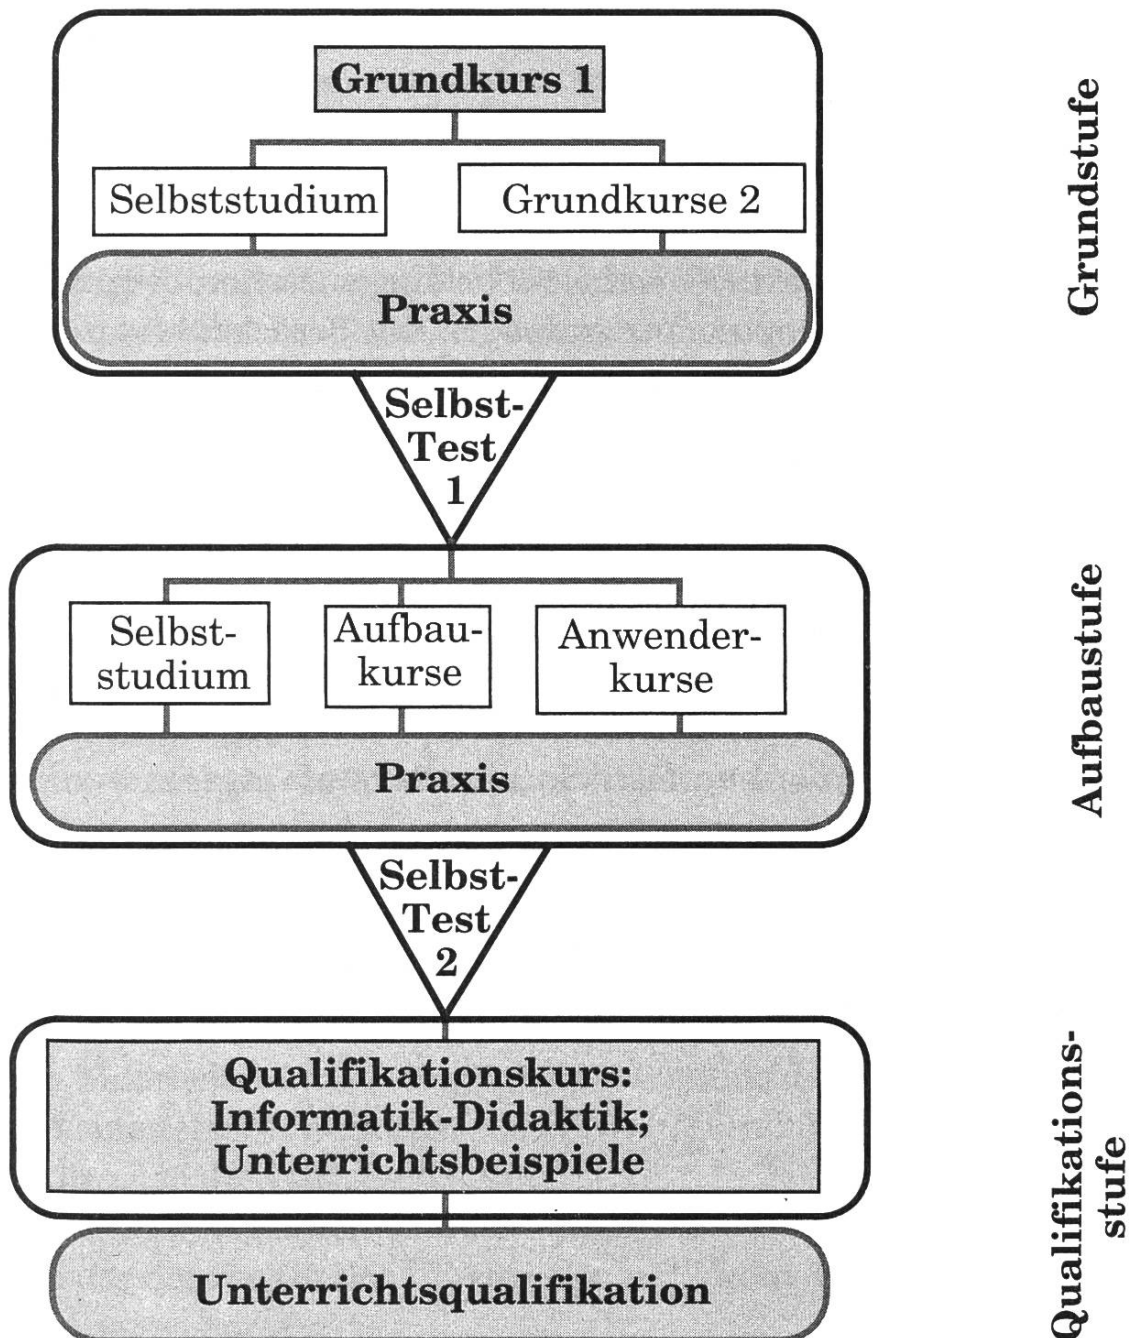 Grundkurs 1
Selbststudium
Grundkurse 2
Praxis
Grundstufe
Selbst-
Test
1
Selbst-
studium
Aufbau-
kurse
Anwender-
kurse
Praxis
Aufbaustufe
Selbst-
Test
2
Qualifikationskurs:
Informatik-Didaktik;
Unterrichtsbeispiele
Qualifikations-
stufe
Unterrichtsqualifikation